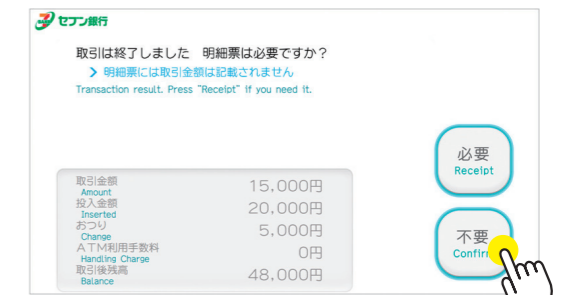 セブン銀行
取引は終了しました 明細票は必要ですか？
明細票には取引金額は記載されません
Transaction result. Press "Receipt" if you need it.
必要
Receipt
取引金額 15,000円
Amount
投入金額 20,000円
Inserted
おつり 5,000円
Change
ATM利用手数料 0円
Handling Charge
取引後残高 48,000円
Balance
不要